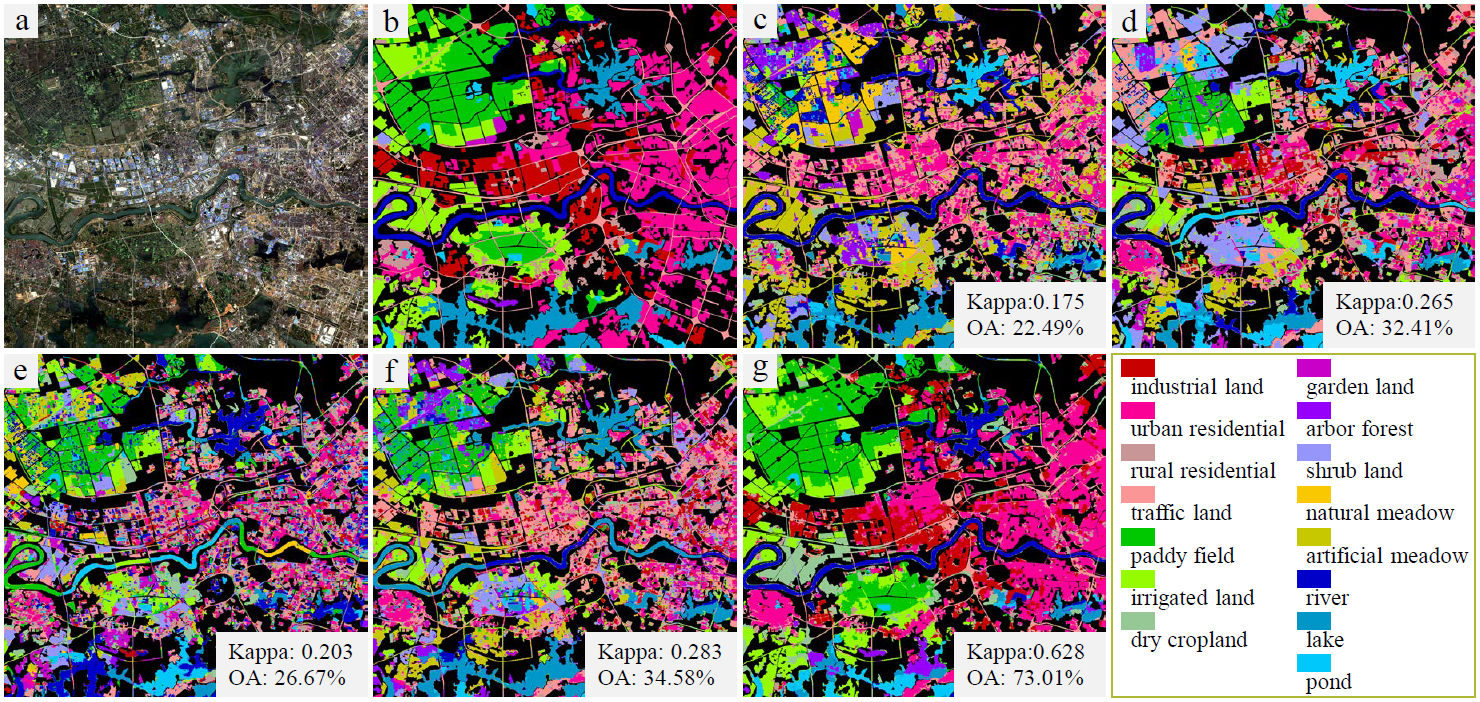 a
b
c
d
Kappa:0.175
OA: 22.49%
Kappa:0.265
OA: 32.41%
e
f
g
Kappa: 0.203
OA: 26.67%
Kappa: 0.283
OA: 34.58%
Kappa:0.628
OA: 73.01%
industrial land
urban residential
rural residential
traffic land
paddy field
irrigated land
dry cropland
garden land
arbor forest
shrub land
natural meadow
artificial meadow
river
lake
pond